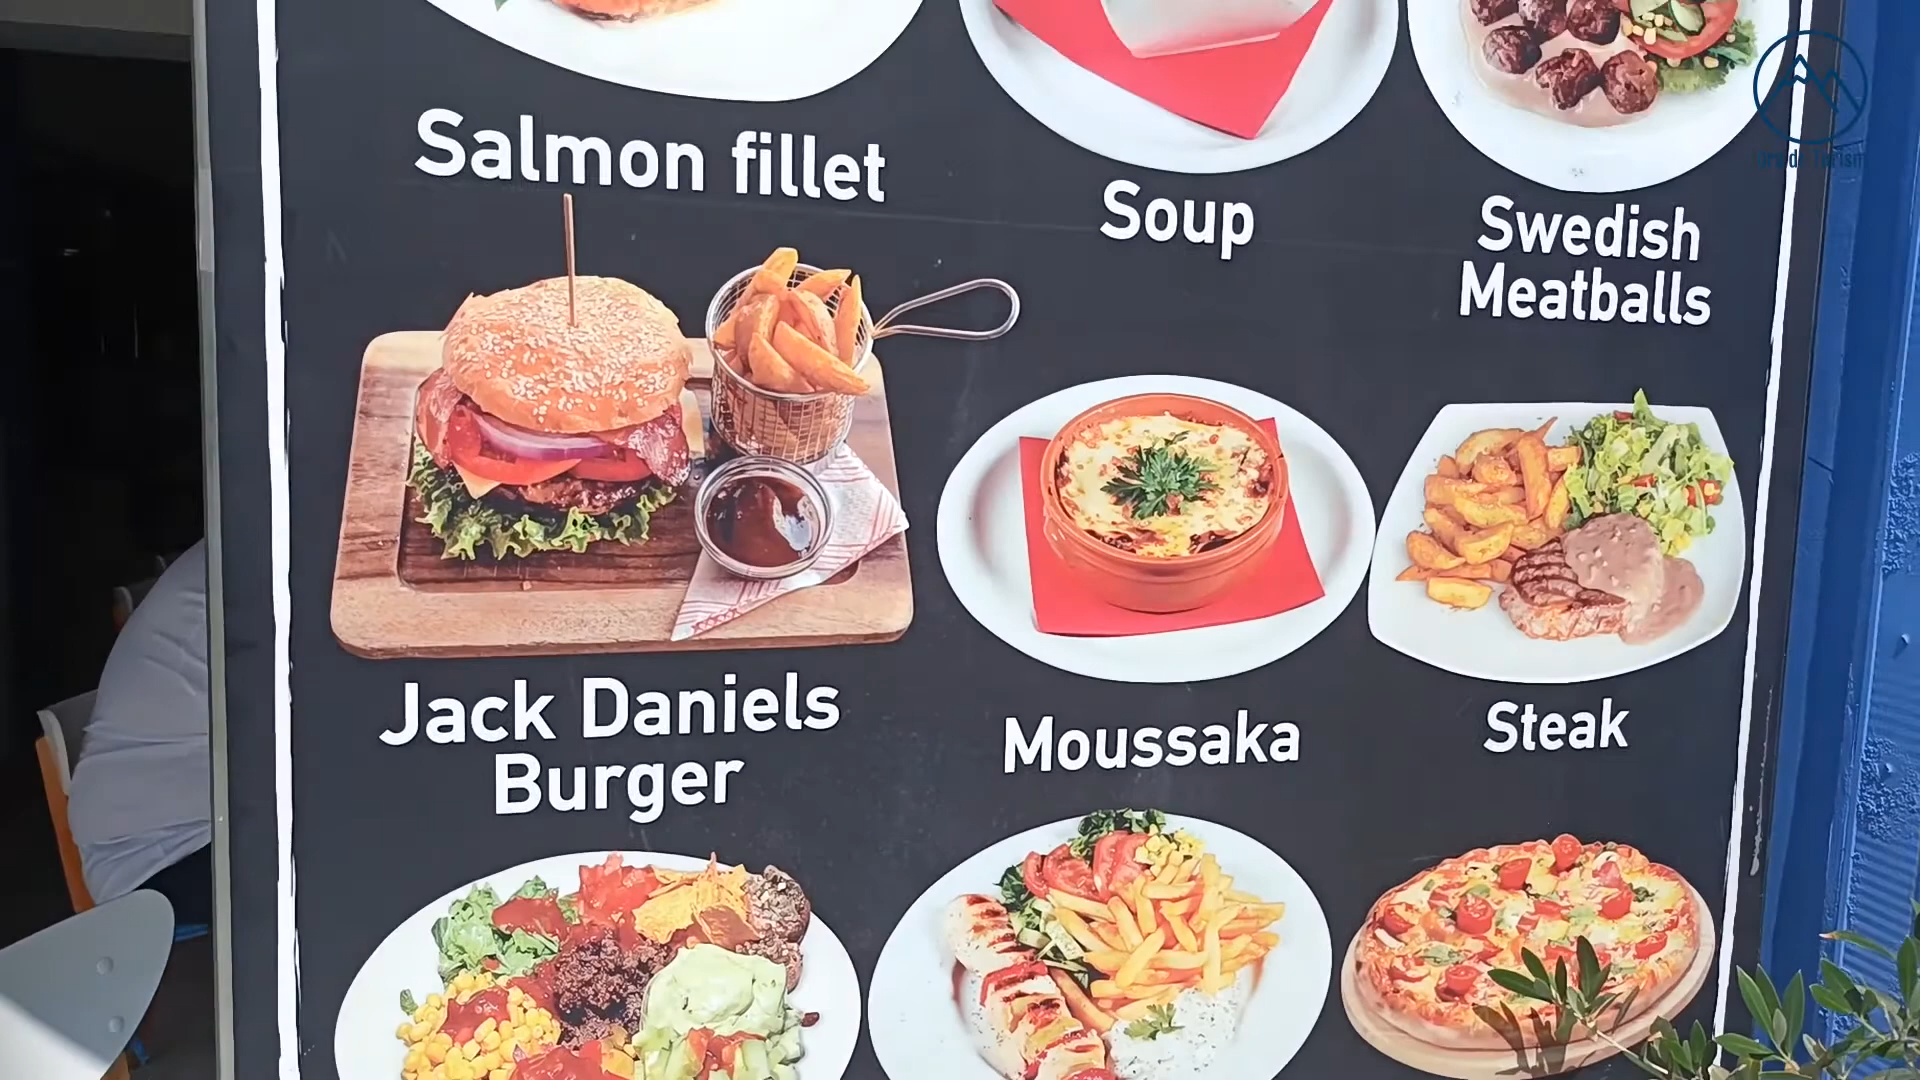 Salmon fillet
Soup
Swedish
Meatballs
Jack Daniels
Burger
Moussaka
Steak